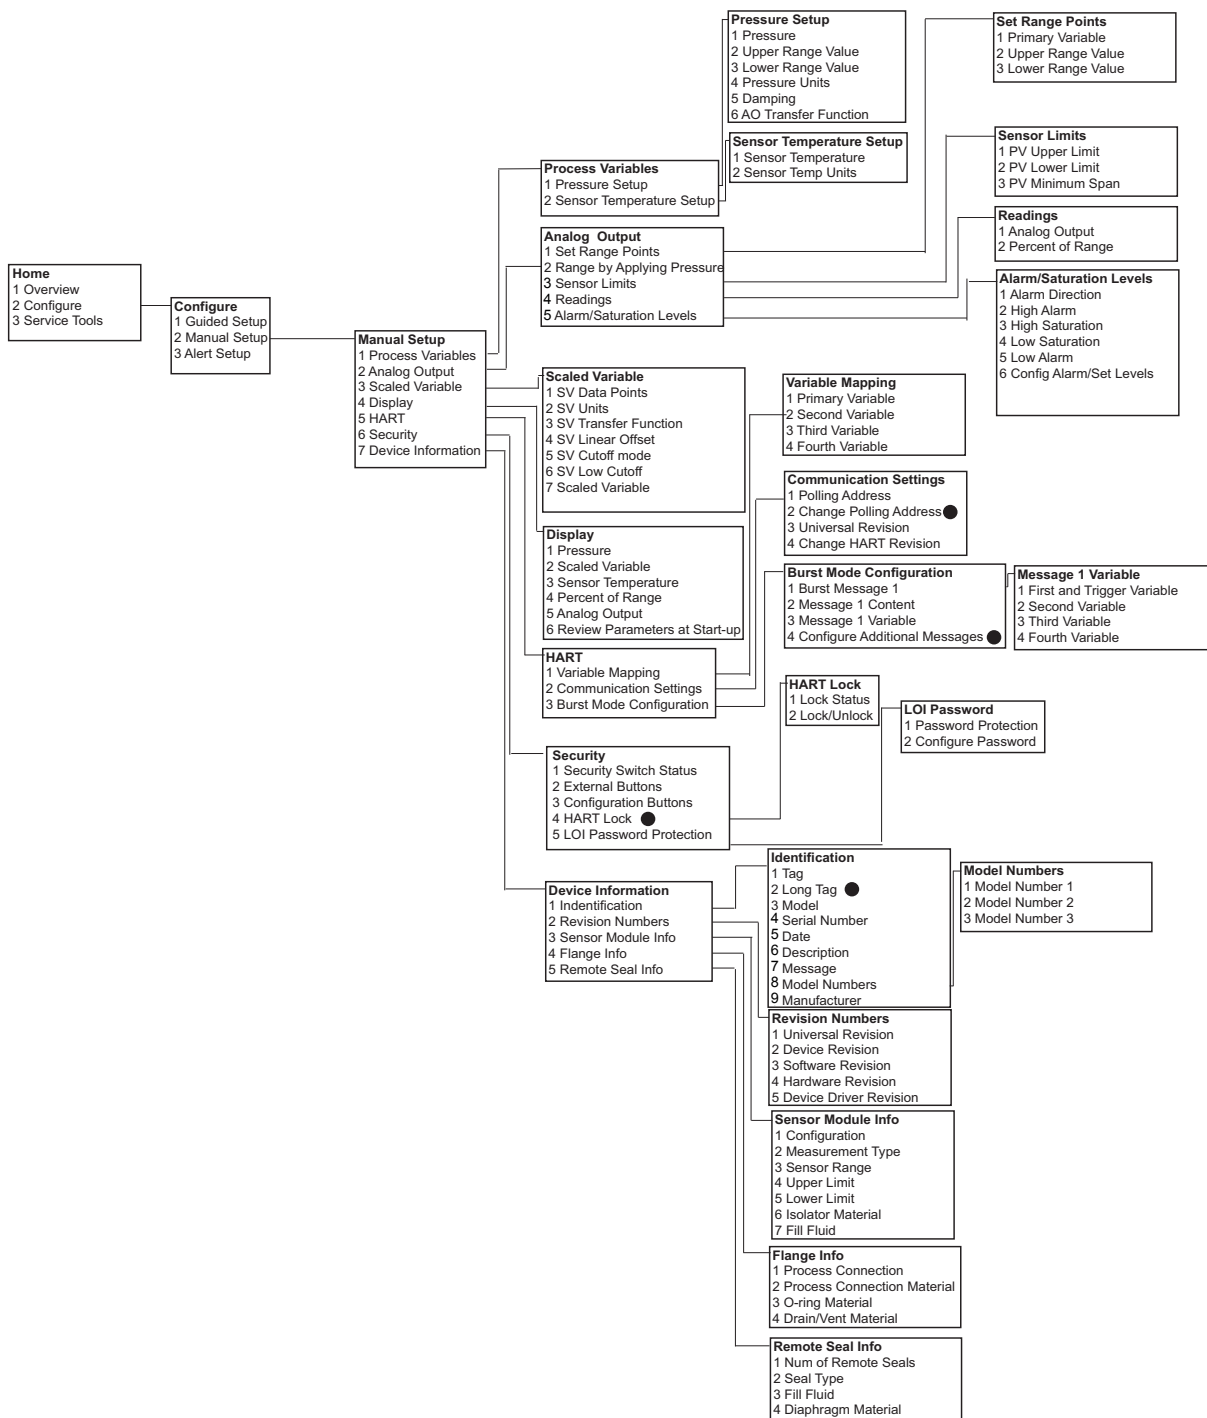 Home
1 Overview
2 Configure
3 Service Tools
Configure
1 Guided Setup
2 Manual Setup
3 Alert Setup
Manual Setup
1 Process Variables
2 Analog Output
3 Scaled Variable
4 Display
5 HART
6 Security
7 Device Information
Process Variables
1 Pressure Setup
2 Sensor Temperature Setup
Pressure Setup
1 Pressure
2 Upper Range Value
3 Lower Range Value
4 Pressure Units
5 Damping
6 AO Transfer Function
Sensor Temperature Setup
1 Sensor Temperature
2 Sensor Temp Units
Analog Output
1 Set Range Points
2 Range by Applying Pressure
3 Sensor Limits
4 Readings
5 Alarm/Saturation Levels
Set Range Points
1 Primary Variable
2 Upper Range Value
3 Lower Range Value
Sensor Limits
1 PV Upper Limit
2 PV Lower Limit
3 PV Minimum Span
Readings
1 Analog Output
2 Percent of Range
Alarm/Saturation Levels
1 Alarm Direction
2 High Alarm
3 High Saturation
4 Low Saturation
5 Low Alarm
6 Config Alarm/Set Levels
Scaled Variable
1 SV Data Points
2 SV Units
3 SV Transfer Function
4 SV Linear Offset
5 SV Cutoff mode
6 SV Low Cutoff
7 Scaled Variable
Display
1 Pressure
2 Scaled Variable
3 Sensor Temperature
4 Percent of Range
5 Analog Output
6 Review Parameters at Start-up
HART
1 Variable Mapping
2 Communication Settings
3 Burst Mode Configuration
Variable Mapping
1 Primary Variable
2 Second Variable
3 Third Variable
4 Fourth Variable
Communication Settings
1 Polling Address
2 Change Polling Address
3 Universal Revision
4 Change HART Revision
Burst Mode Configuration
1 Burst Message 1
2 Message 1 Content
3 Message 1 Variable
4 Configure Additional Messages
Message 1 Variable
1 First and Trigger Variable
2 Second Variable
3 Third Variable
4 Fourth Variable
Security
1 Security Switch Status
2 External Buttons
3 Configuration Buttons
4 HART Lock
5 LOI Password Protection
HART Lock
1 Lock Status
2 Lock/Unlock
LOI Password
1 Password Protection
2 Configure Password
Device Information
1 Indentification
2 Revision Numbers
3 Sensor Module Info
4 Flange Info
5 Remote Seal Info
Identification
1 Tag
2 Long Tag
3 Model
4 Serial Number
5 Date
6 Description
7 Message
8 Model Numbers
9 Manufacturer
Model Numbers
1 Model Number 1
2 Model Number 2
3 Model Number 3
Revision Numbers
1 Universal Revision
2 Device Revision
3 Software Revision
4 Hardware Revision
5 Device Driver Revision
Sensor Module Info
1 Configuration
2 Measurement Type
3 Sensor Range
4 Upper Limit
5 Lower Limit
6 Isolator Material
7 Fill Fluid
Flange Info
1 Process Connection
2 Process Connection Material
3 O-ring Material
4 Drain/Vent Material
Remote Seal Info
1 Num of Remote Seals
2 Seal Type
3 Fill Fluid
4 Diaphragm Material